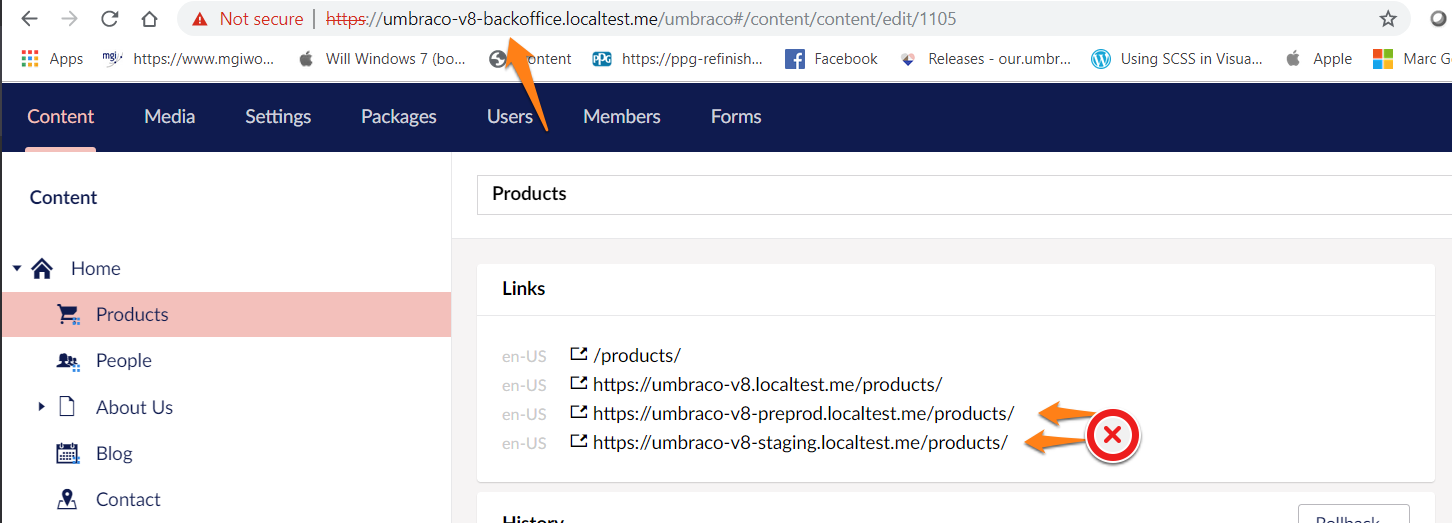 Not secure | https://umbraco-v8-backoffice.localtest.me/umbraco#/content/content/edit/1105
Apps mgi https://www.mgiwo... Will Windows 7 (bo... ontent PPG https://ppg-refinish... Facebook Releases - our.umbr... Using SCSS in Visua... Apple Marc G
Content Media Settings Packages Users Members Forms
Content
Products
Home
Products
People
About Us
Blog
Contact
Links
en-US /products/
en-US https://umbraco-v8.localtest.me/products/
en-US https://umbraco-v8-preprod.localtest.me/products/
en-US https://umbraco-v8-staging.localtest.me/products/
History
Rollback